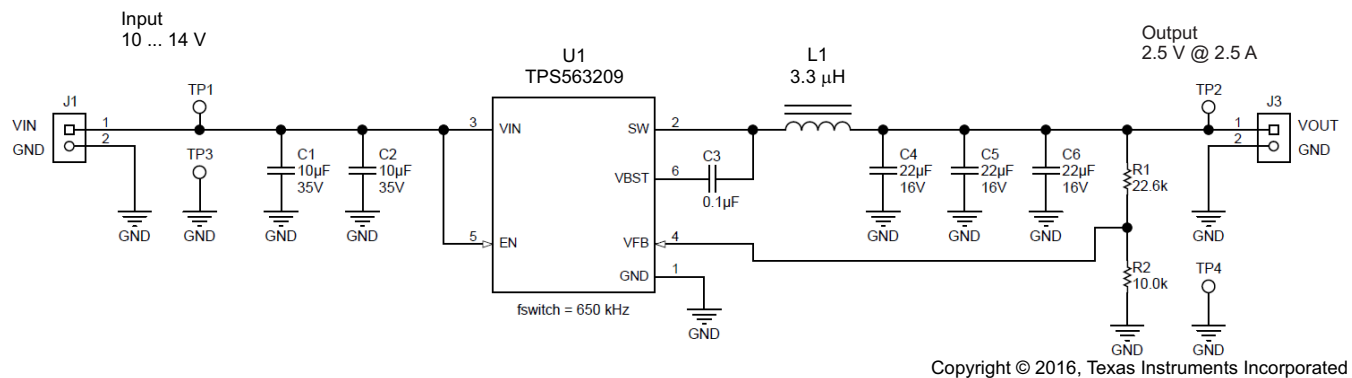 Input
10 ... 14 V
Output
2.5 V @ 2.5 A
U1
TPS563209
L1
3.3 μH
J1
VIN
GND
1
2
TP1
TP3
GND
GND
C1
10µF
35V
GND
C2
10µF
35V
GND
3
VIN
5
EN
SW
2
VBST
6
VFB
4
GND
1
fswitch = 650 kHz
C3
0.1µF
GND
C4
22µF
16V
GND
C5
22µF
16V
GND
C6
22µF
16V
GND
R1
22.6k
R2
10.0k
GND
TP2
J3
1
2
VOUT
GND
GND
TP4
GND
Copyright © 2016, Texas Instruments Incorporated